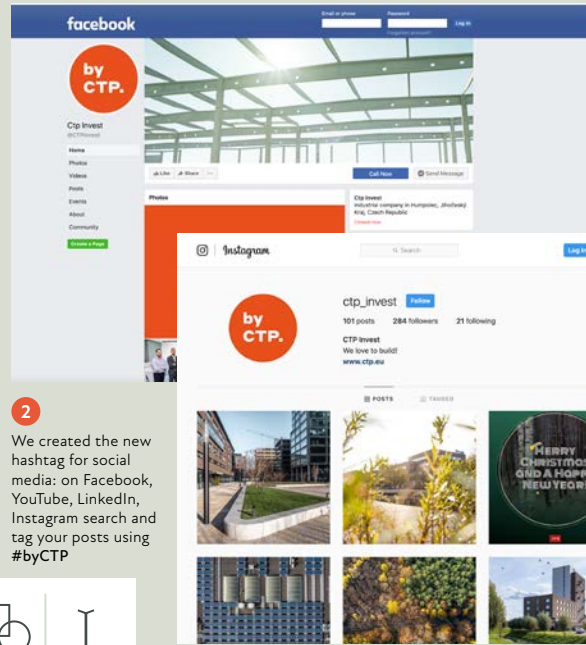 facebook
Email or phone
Password
Log In
Forgotten account?
by
CTP.
Ctp Invest
@CTPInvest
Home
Photos
Videos
Posts
Events
About
Community
Create a Page
Like
Share
Call Now
Send Message
Photos
Ctp Invest
Industrial company in Humpolec, Jihočeský
Kraj, Czech Republic
Closed now
Instagram
Search
Log In
by
CTP.
ctp_invest Follow
101 posts 284 followers 21 following
CTP Invest
We love to build!
www.ctp.eu
POSTS TAGGED
MERRY
CHRISTMAS
AND A HAPPY
NEW YEAR
2
We created the new
hashtag for social
media: on Facebook,
YouTube, LinkedIn,
Instagram search and
tag your posts using
#byCTP